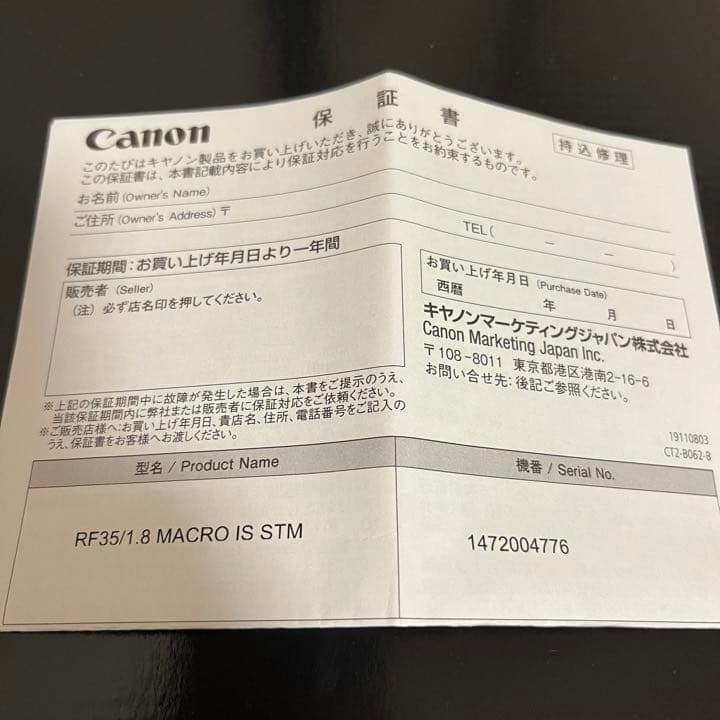 Canon
保証書
持込修理
このたびはキヤノン製品をお買い上げいただき、誠にありがとうございます。
この保証書は、本書記載内容により保証対応を行うことをお約束するものです。
お名前 (Owner's Name)
ご住所 (Owner's Address) 〒
TEL( － － )
保証期間：お買い上げ年月日より一年間
販売者 (Seller)
(注) 必ず店名印を押してください。
お買い上げ年月日 (Purchase Date)
西暦 年 月 日
キヤノンマーケティングジャパン株式会社
Canon Marketing Japan Inc.
〒108-8011 東京都港区港南2-16-6
お問い合せ先：後記ご参照ください。
※上記の保証期間中に故障が発生した場合は、本書をご提示のうえ、
当該保証期間内に弊社または販売者に保証対応をご依頼ください。
※ご販売店様へ：お買い上げ年月日、貴店名、住所、電話番号をご記入の
うえ、保証書をお客様へお渡しください。
19110803
CT2-B062-B
型名 / Product Name
機番 / Serial No.
RF35/1.8 MACRO IS STM
1472004776